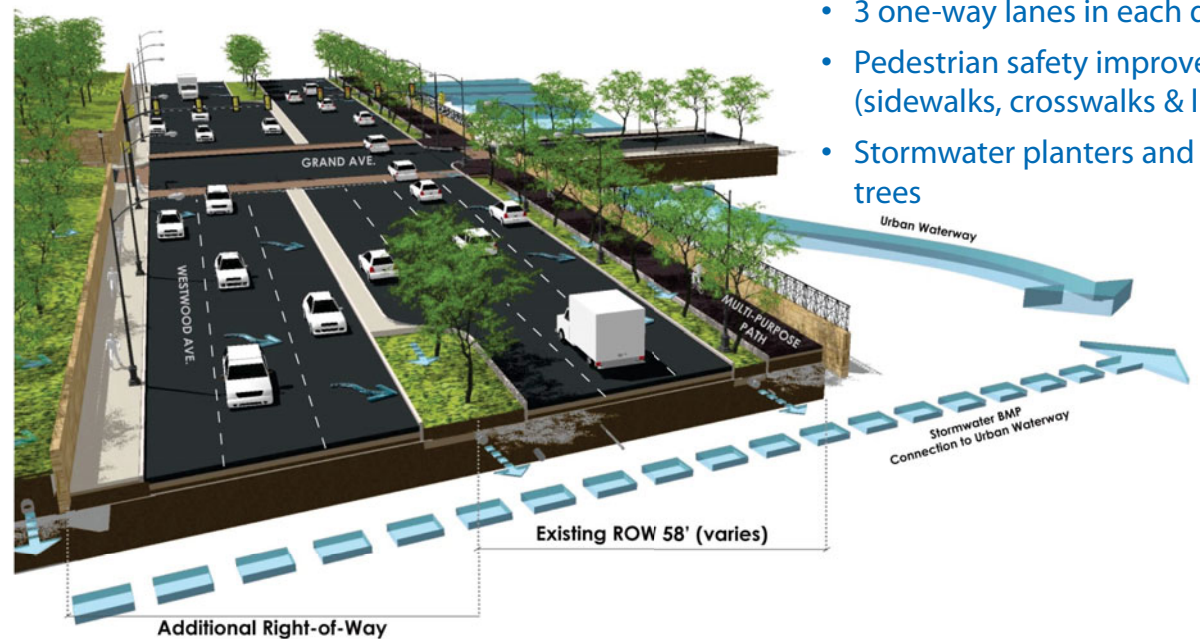 • 3 one-way lanes in each
• Pedestrian safety
(sidewalks, crosswalks &
• Stormwater planters and
trees
GRAND AVE.
Urban Waterway
WESTWOOD AVE.
MULTI-PURPOSE
PATH
Stormwater BMP
Connection to Urban Waterway
Existing ROW 58' (varies)
Additional Right-of-Way